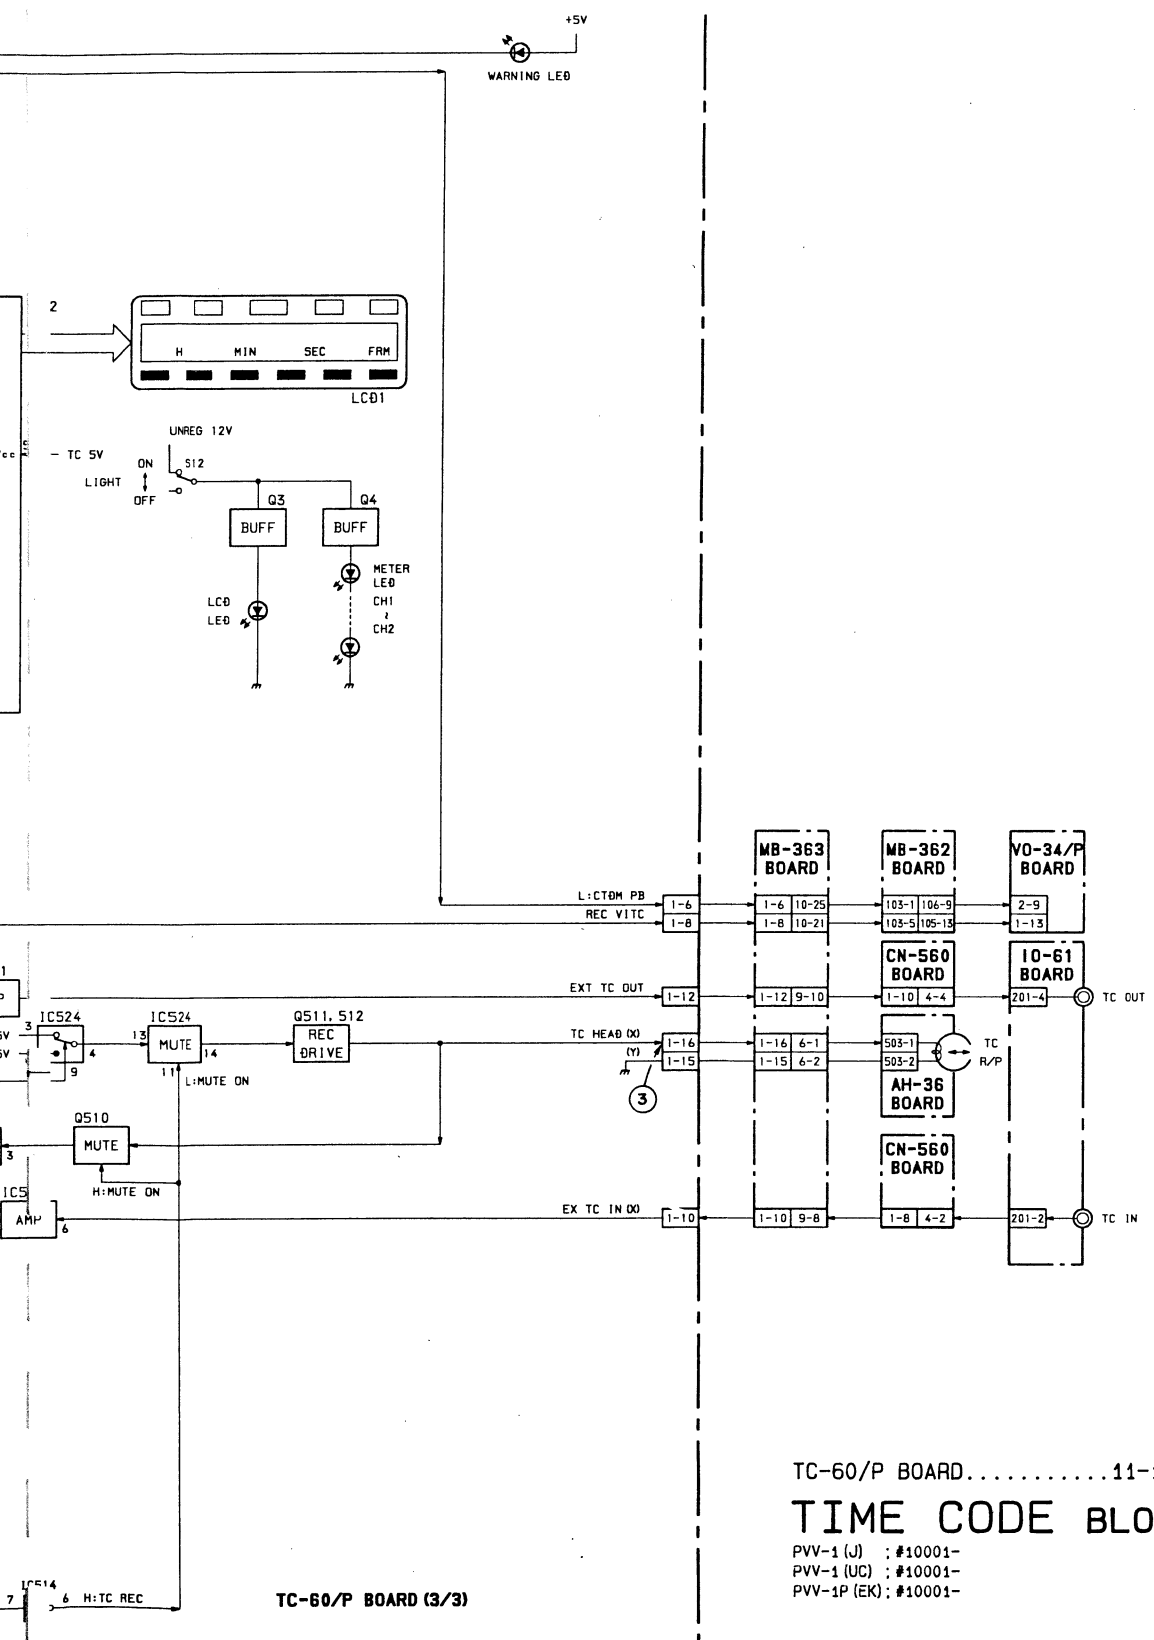 +5V
WARNING LED
2
H MIN SEC FRM
LCD1
UNREG 12V
TC 5V
ON S12
LIGHT
OFF
Q3 Q4
BUFF BUFF
METER
LED
LCD
LED
CH1
~
CH2
MB-363
BOARD
MB-362
BOARD
VO-34/P
BOARD
L:CTDM PB
1-6 1-6 10-25 103-1 106-9 2-9
REC VITC
1-8 1-8 10-21 103-5 105-13 1-13
CN-560
BOARD
IO-61
BOARD
EXT TC OUT
1-12 1-12 9-10 1-10 4-4 201-4 TC OUT
3 IC524 4 9
13 IC524 14 11
MUTE
L:MUTE ON
Q511, 512
REC
DRIVE
TC HEAD (X)
1-16 1-16 6-1 503-1 TC
(Y)
1-15 1-15 6-2 503-2 R/P
3
AH-36
BOARD
Q510
MUTE
3
H:MUTE ON
CN-560
BOARD
IC5
AMP
6
EX TC IN (X)
1-10 1-10 9-8 1-8 4-2 201-2 TC IN
TC-60/P BOARD...........11-
TIME CODE BLO
PVV-1 (J) ; #10001-
PVV-1 (UC) ; #10001-
PVV-1P (EK) ; #10001-
IC514
7 6 H:TC REC
TC-60/P BOARD (3/3)